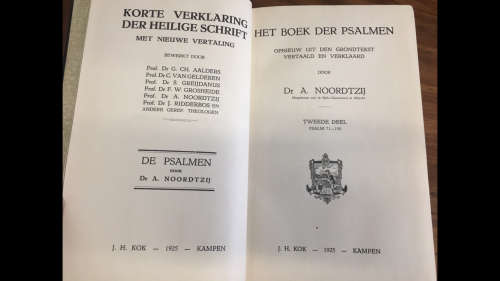 KORTE VERKLARING
DER HEILIGE SCHRIFT
MET NIEUWE VERTALING
BEWERKT DOOR
Prof. Dr G. CH. AALDERS
Prof. Dr C. VAN GELDEREN
Prof. Dr S. GREIJDANUS
Prof. Dr F. W. GROSHEIDE
Prof. Dr A. NOORDTZIJ
Prof. Dr J. RIDDERBOS EN
ANDERE GEREF. THEOLOGEN
DE PSALMEN
DOOR
Dr A. NOORDTZIJ
J. H. KOK — 1925 — KAMPEN
HET BOEK DER PSALMEN
OPNIEUW UIT DEN GRONDTEKST
VERTAALD EN VERKLAARD
DOOR
Dr A. NOORDTZIJ
TWEEDE DEEL
PSALM 71—150
J. H. KOK — 1925 — KAMPEN